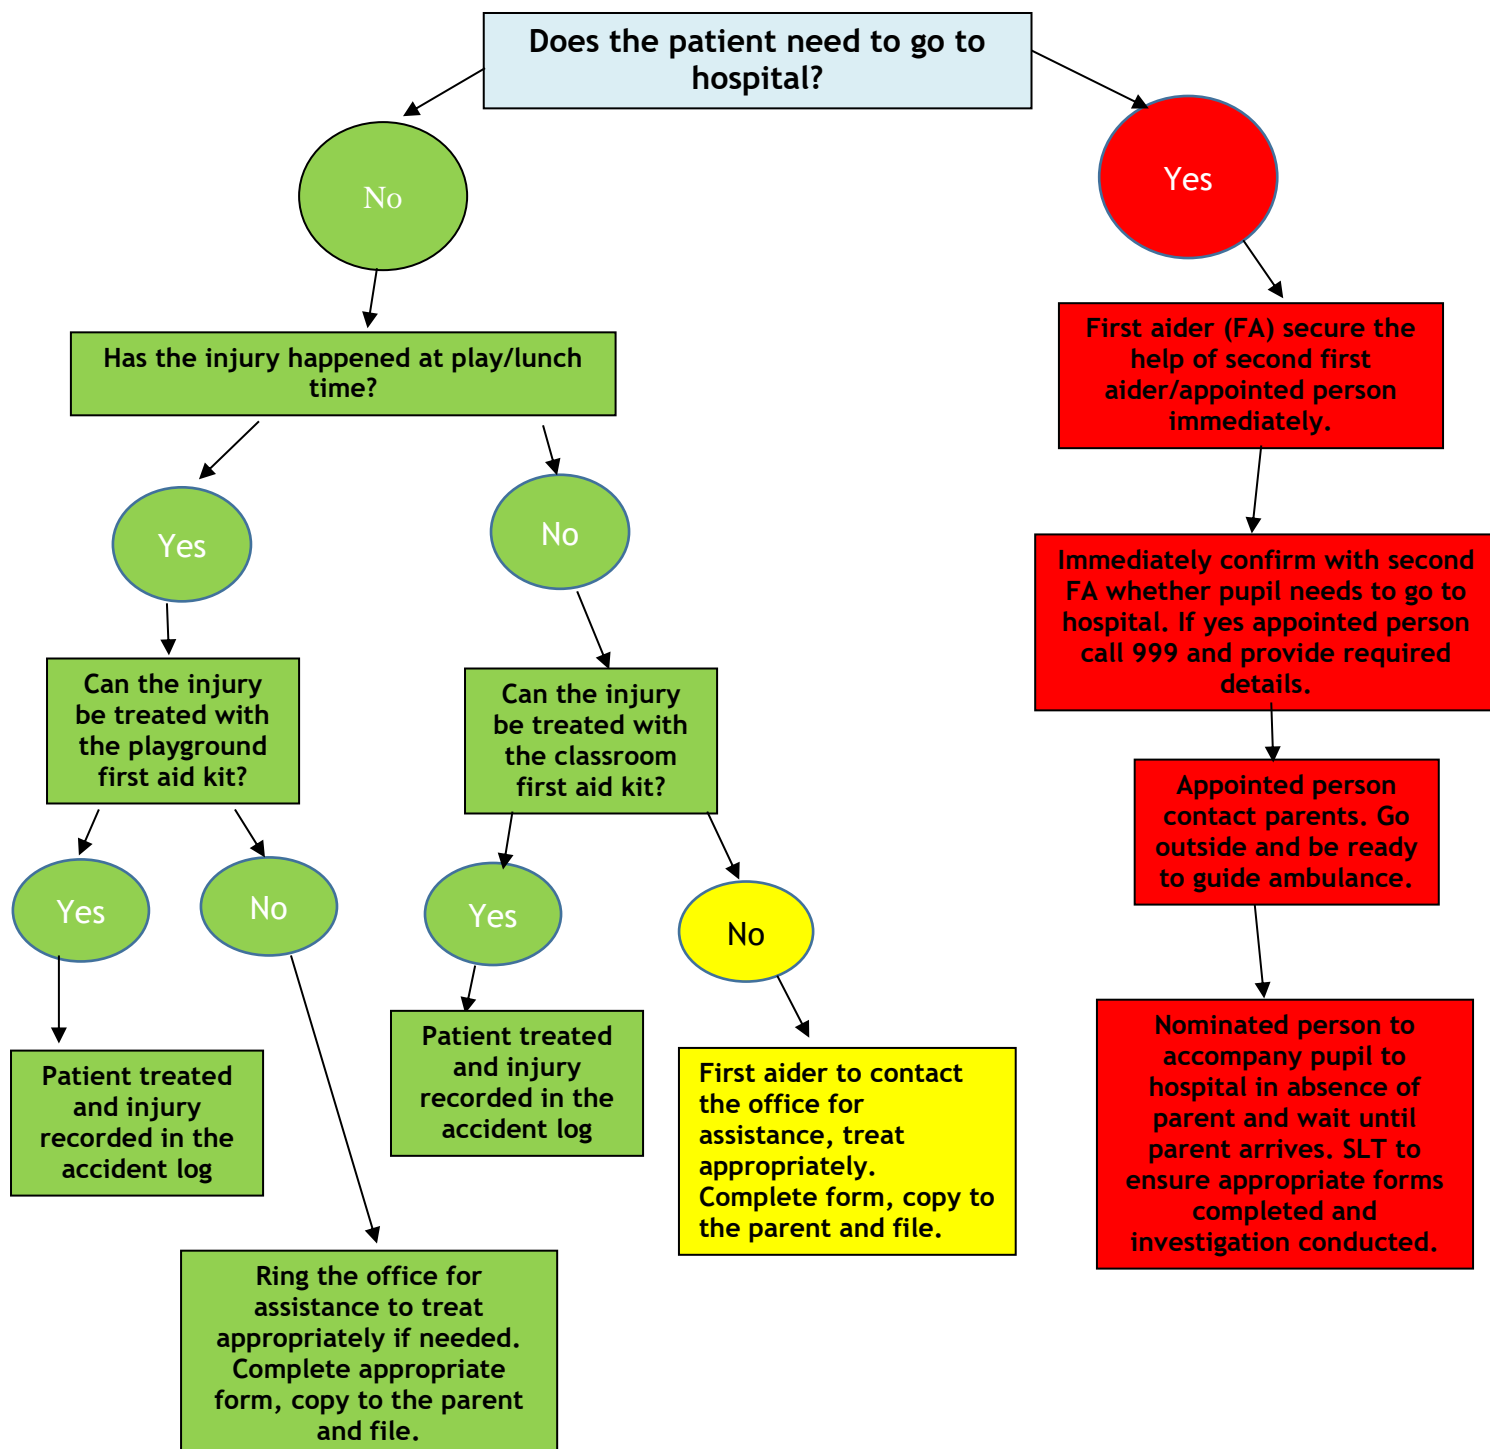 Does the patient need to go to
hospital?
No
Yes
Has the injury happened at play/lunch
time?
Yes
No
Can the injury
be treated with
the playground
first aid kit?
Yes
No
Patient treated
and injury
recorded in the
accident log
Ring the office for
assistance to treat
appropriately if needed.
Complete appropriate
form, copy to the parent
and file.
Can the injury
be treated with
the classroom
first aid kit?
Yes
No
Patient treated
and injury
recorded in the
accident log
First aider to contact
the office for
assistance, treat
appropriately.
Complete form, copy to
the parent and file.
First aider (FA) secure the
help of second first
aider/appointed person
immediately.
Immediately confirm with second
FA whether pupil needs to go to
hospital. If yes appointed person
call 999 and provide required
details.
Appointed person
contact parents. Go
outside and be ready
to guide ambulance.
Nominated person to
accompany pupil to
hospital in absence of
parent and wait until
parent arrives. SLT to
ensure appropriate forms
completed and
investigation conducted.